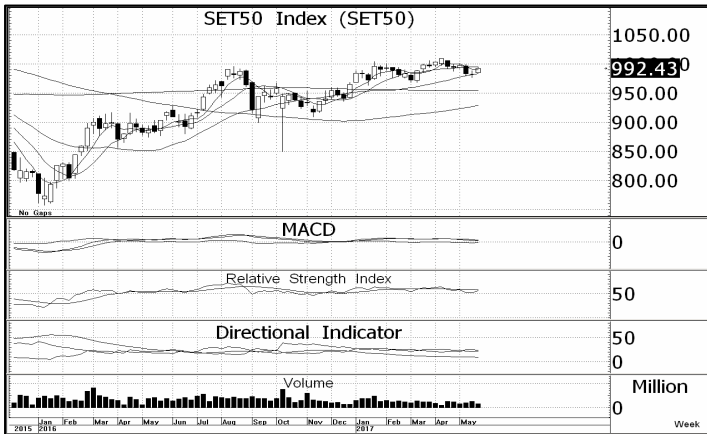 SET50 Index (SET50)
1050.00
992.43
950.00
900.00
850.00
800.00
No Gaps
MACD
0
Relative Strength Index
50
Directional Indicator
50
0
Volume
Million
0
Jan Feb Mar Apr May Jun Jul Aug Sep Oct Nov Dec Jan Feb Mar Apr May
2015 2016 2017
Week